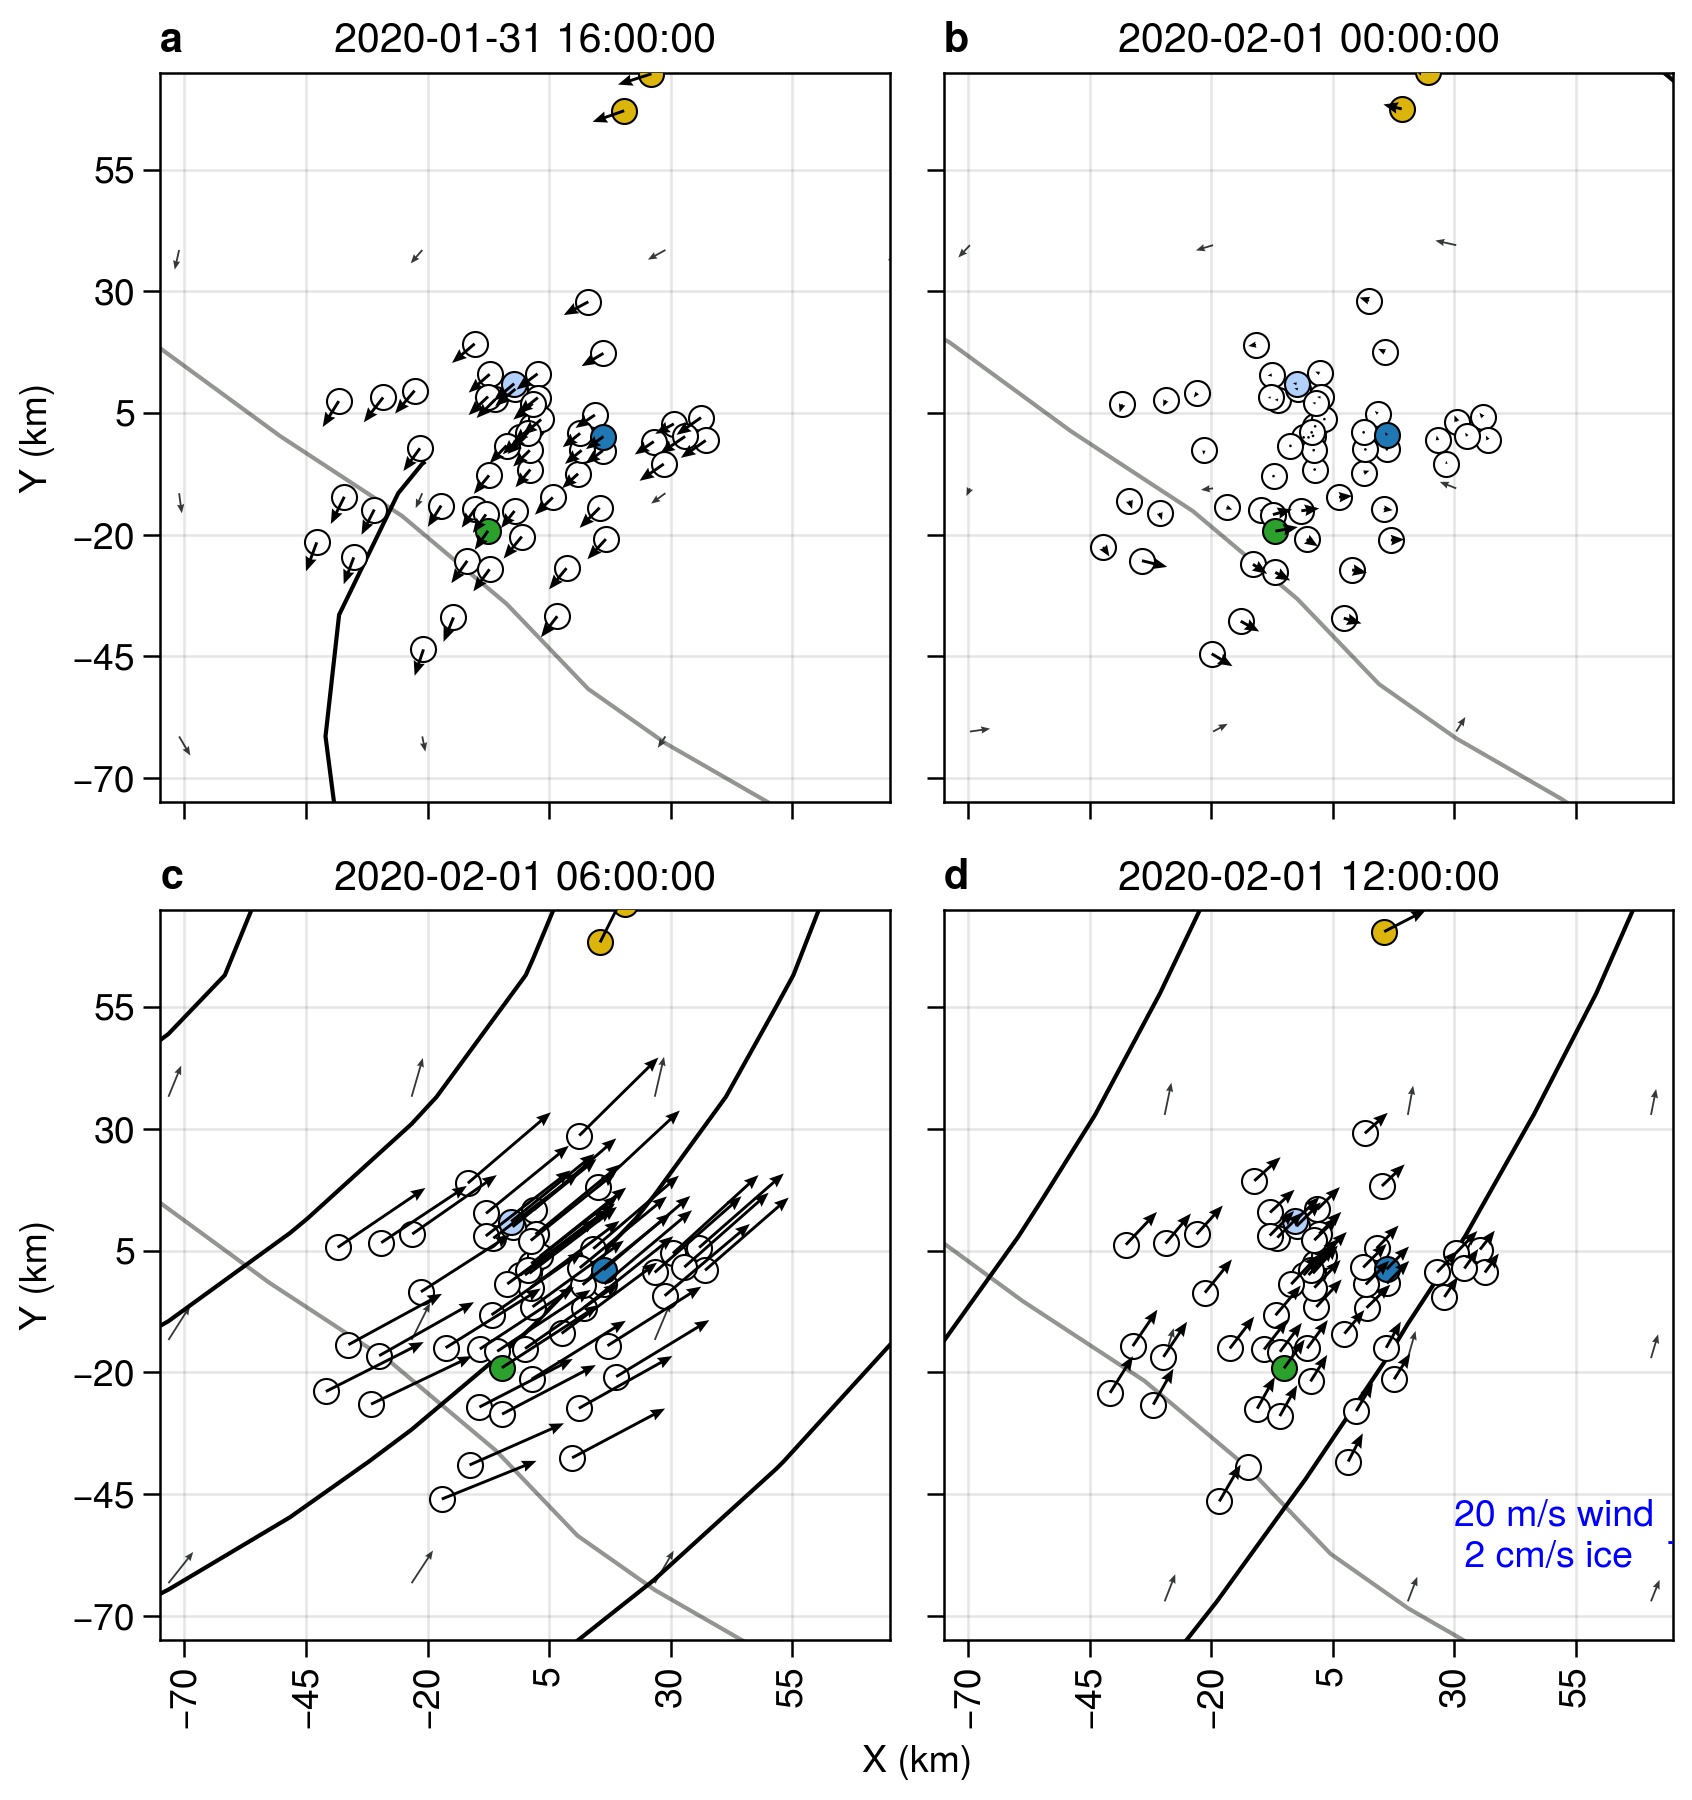 a 2020-01-31 16:00:00
b 2020-02-01 00:00:00
55
30
5
−20
−45
−70
Y (km)
c 2020-02-01 06:00:00
d 2020-02-01 12:00:00
55
30
5
−20
−45
−70
Y (km)
20 m/s wind
2 cm/s ice
−70 −45 −20 5 30 55
−70 −45 −20 5 30 55
X (km)